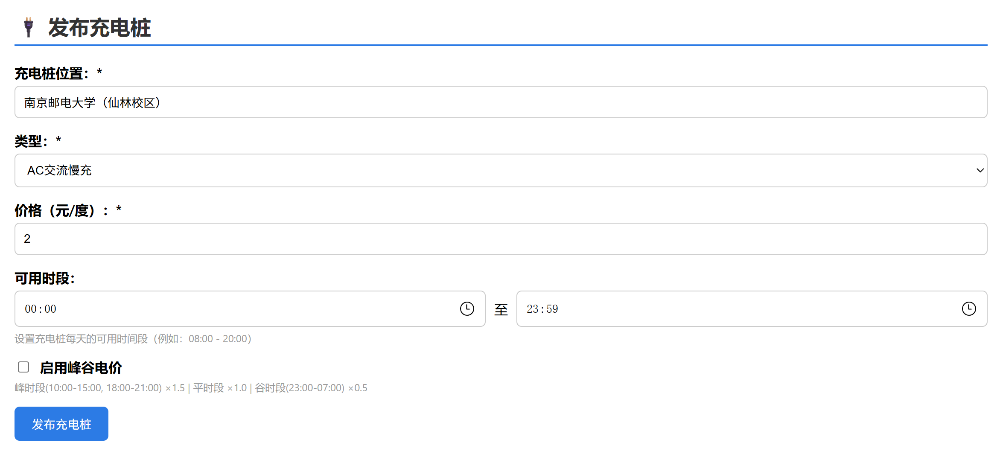 发布充电桩
充电桩位置：*
南京邮电大学（仙林校区）
类型：*
AC交流慢充
价格（元/度）：*
2
可用时段：
00:00 至 23:59
设置充电桩每天的可用时间段（例如：08:00 - 20:00）
启用峰谷电价
峰时段(10:00-15:00, 18:00-21:00) ×1.5 | 平时段 ×1.0 | 谷时段(23:00-07:00) ×0.5
发布充电桩